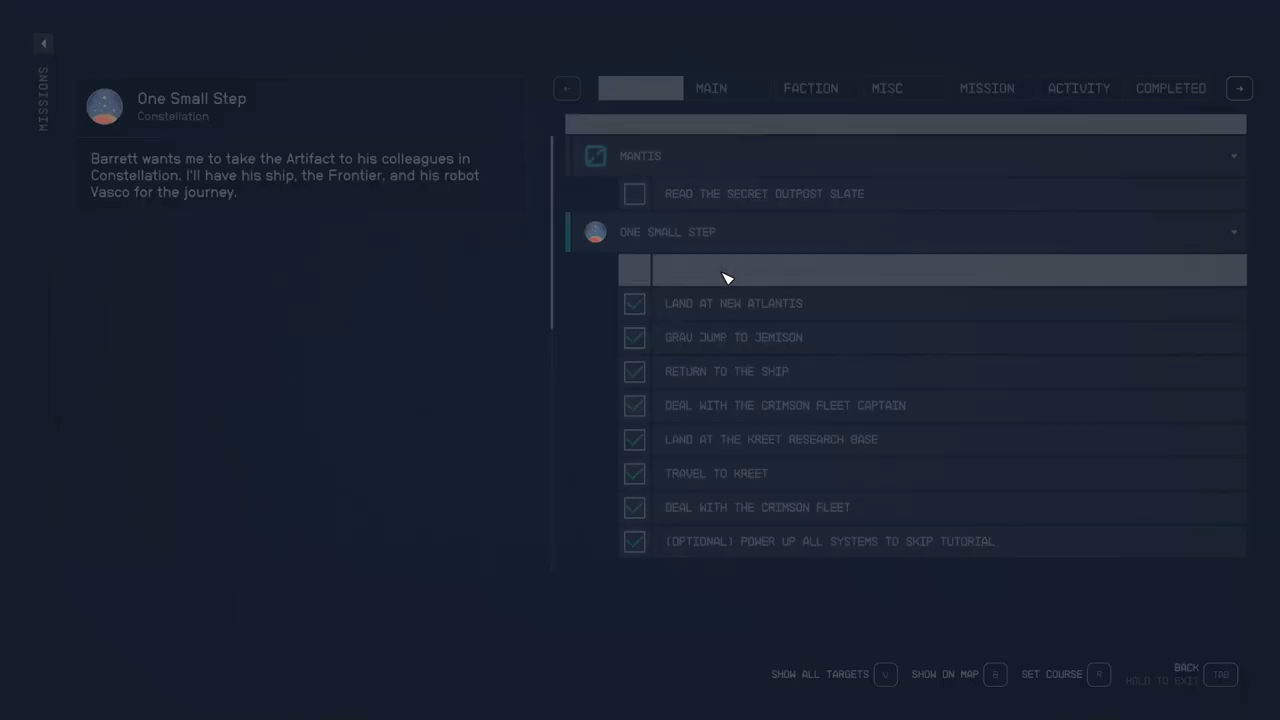 MISSIONS
One Small Step
Constellation
Barrett wants me to take the Artifact to his colleagues in
Constellation. I'll have his ship, the Frontier, and his robot
Vasco for the journey.
MAIN FACTION MISC MISSION ACTIVITY COMPLETED
MANTIS
READ THE SECRET OUTPOST SLATE
ONE SMALL STEP
LAND AT NEW ATLANTIS
GRAV JUMP TO JEMISON
RETURN TO THE SHIP
DEAL WITH THE CRIMSON FLEET CAPTAIN
LAND AT THE KREET RESEARCH BASE
TRAVEL TO KREET
DEAL WITH THE CRIMSON FLEET
(OPTIONAL) POWER UP ALL SYSTEMS TO SKIP TUTORIAL
SHOW ALL TARGETS SHOW ON MAP SET COURSE R BACK TAB
HOLD TO EXIT